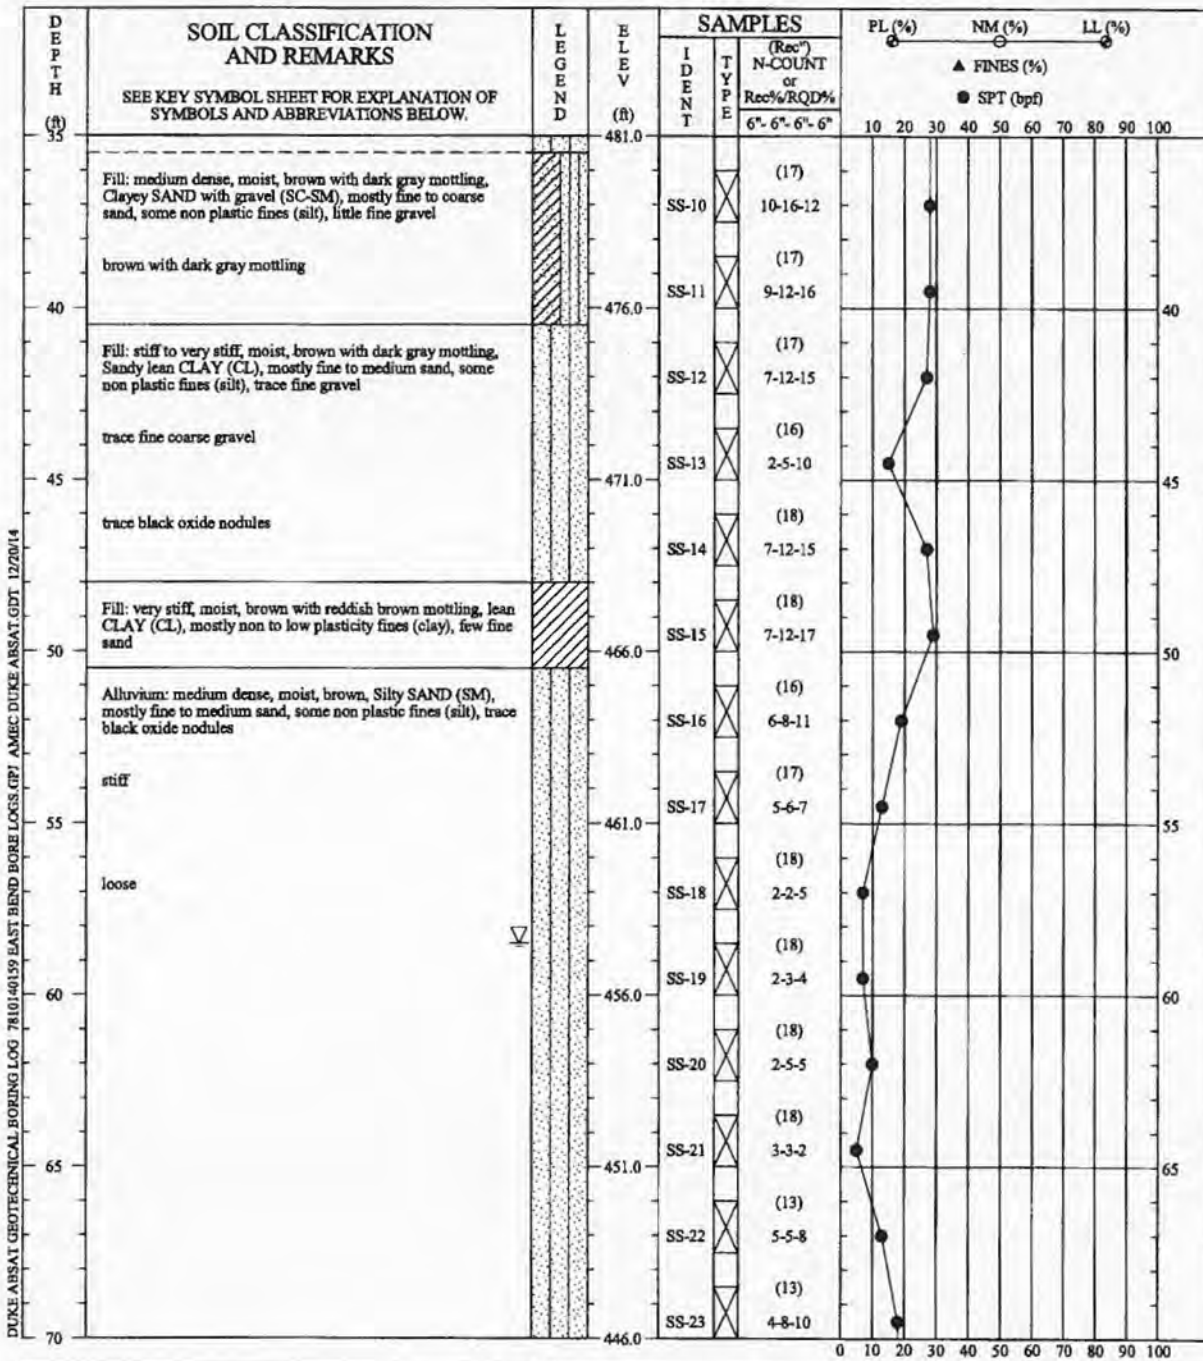 DEPTH
(ft)
SOIL CLASSIFICATION
AND REMARKS
SEE KEY SYMBOL SHEET FOR EXPLANATION OF
SYMBOLS AND ABBREVIATIONS BELOW.
LEGEND
ELEV
(ft)
SAMPLES
IDENT
TYPE
(Rec")
N-COUNT
or
Rec%/RQD%
6"- 6"- 6"- 6"
PL (%) NM (%) LL (%)
▲ FINES (%)
● SPT (bpf)
10 20 30 40 50 60 70 80 90 100
35 481.0
Fill: medium dense, moist, brown with dark gray mottling,
Clayey SAND with gravel (SC-SM), mostly fine to coarse
sand, some non plastic fines (silt), little fine gravel
(17)
SS-10 10-16-12
brown with dark gray mottling
(17)
SS-11 9-12-16
40 476.0 40
Fill: stiff to very stiff, moist, brown with dark gray mottling,
Sandy lean CLAY (CL), mostly fine to medium sand, some
non plastic fines (silt), trace fine gravel
(17)
SS-12 7-12-15
trace fine coarse gravel
(16)
SS-13 2-5-10
45 471.0 45
trace black oxide nodules
(18)
SS-14 7-12-15
Fill: very stiff, moist, brown with reddish brown mottling, lean
CLAY (CL), mostly non to low plasticity fines (clay), few fine
sand
(18)
SS-15 7-12-17
50 466.0 50
Alluvium: medium dense, moist, brown, Silty SAND (SM),
mostly fine to medium sand, some non plastic fines (silt), trace
black oxide nodules
(16)
SS-16 6-8-11
stiff
(17)
SS-17 5-6-7
55 461.0 55
loose
(18)
SS-18 2-2-5
(18)
SS-19 2-3-4
60 456.0 60
(18)
SS-20 2-5-5
(18)
SS-21 3-3-2
65 451.0 65
(13)
SS-22 5-5-8
(13)
SS-23 4-8-10
70 446.0
0 10 20 30 40 50 60 70 80 90 100
DUKE ABSAT GEOTECHNICAL BORING LOG 7810140159 EAST BEND BORE LOGS.GPJ AMEC DUKE ABSAT.GDT 12/20/14